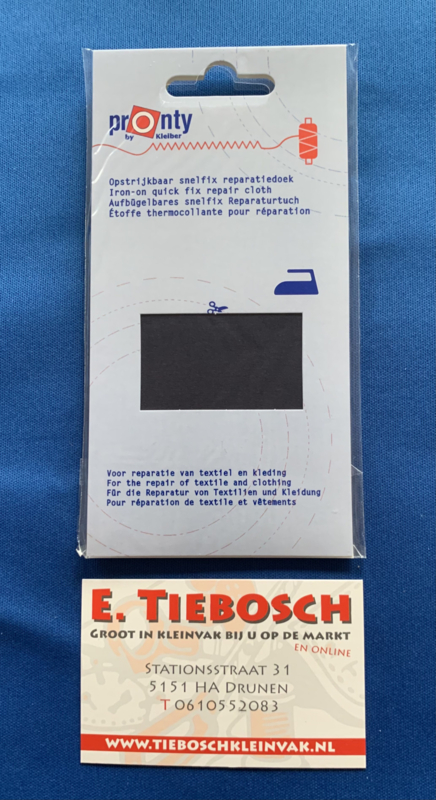 pronty
by Kleiber
Opstrijkbaar snelfix reparatiedoek
Iron-on quick fix repair cloth
Aufbügelbares snelfix Reparaturtuch
Étoffe thermocollante pour réparation
Voor reparatie van textiel en kleding
For the repair of textile and clothing
Für die Reparatur von Textilien und Kleidung
Pour réparation de textile et vêtements
E. TIEBOSCH
GROOT IN KLEINVAK BIJ U OP DE MARKT
EN ONLINE
STATIONSSTRAAT 31
5151 HA DRUNEN
T 0610552083
WWW.TIEBOSCHKLEINVAK.NL